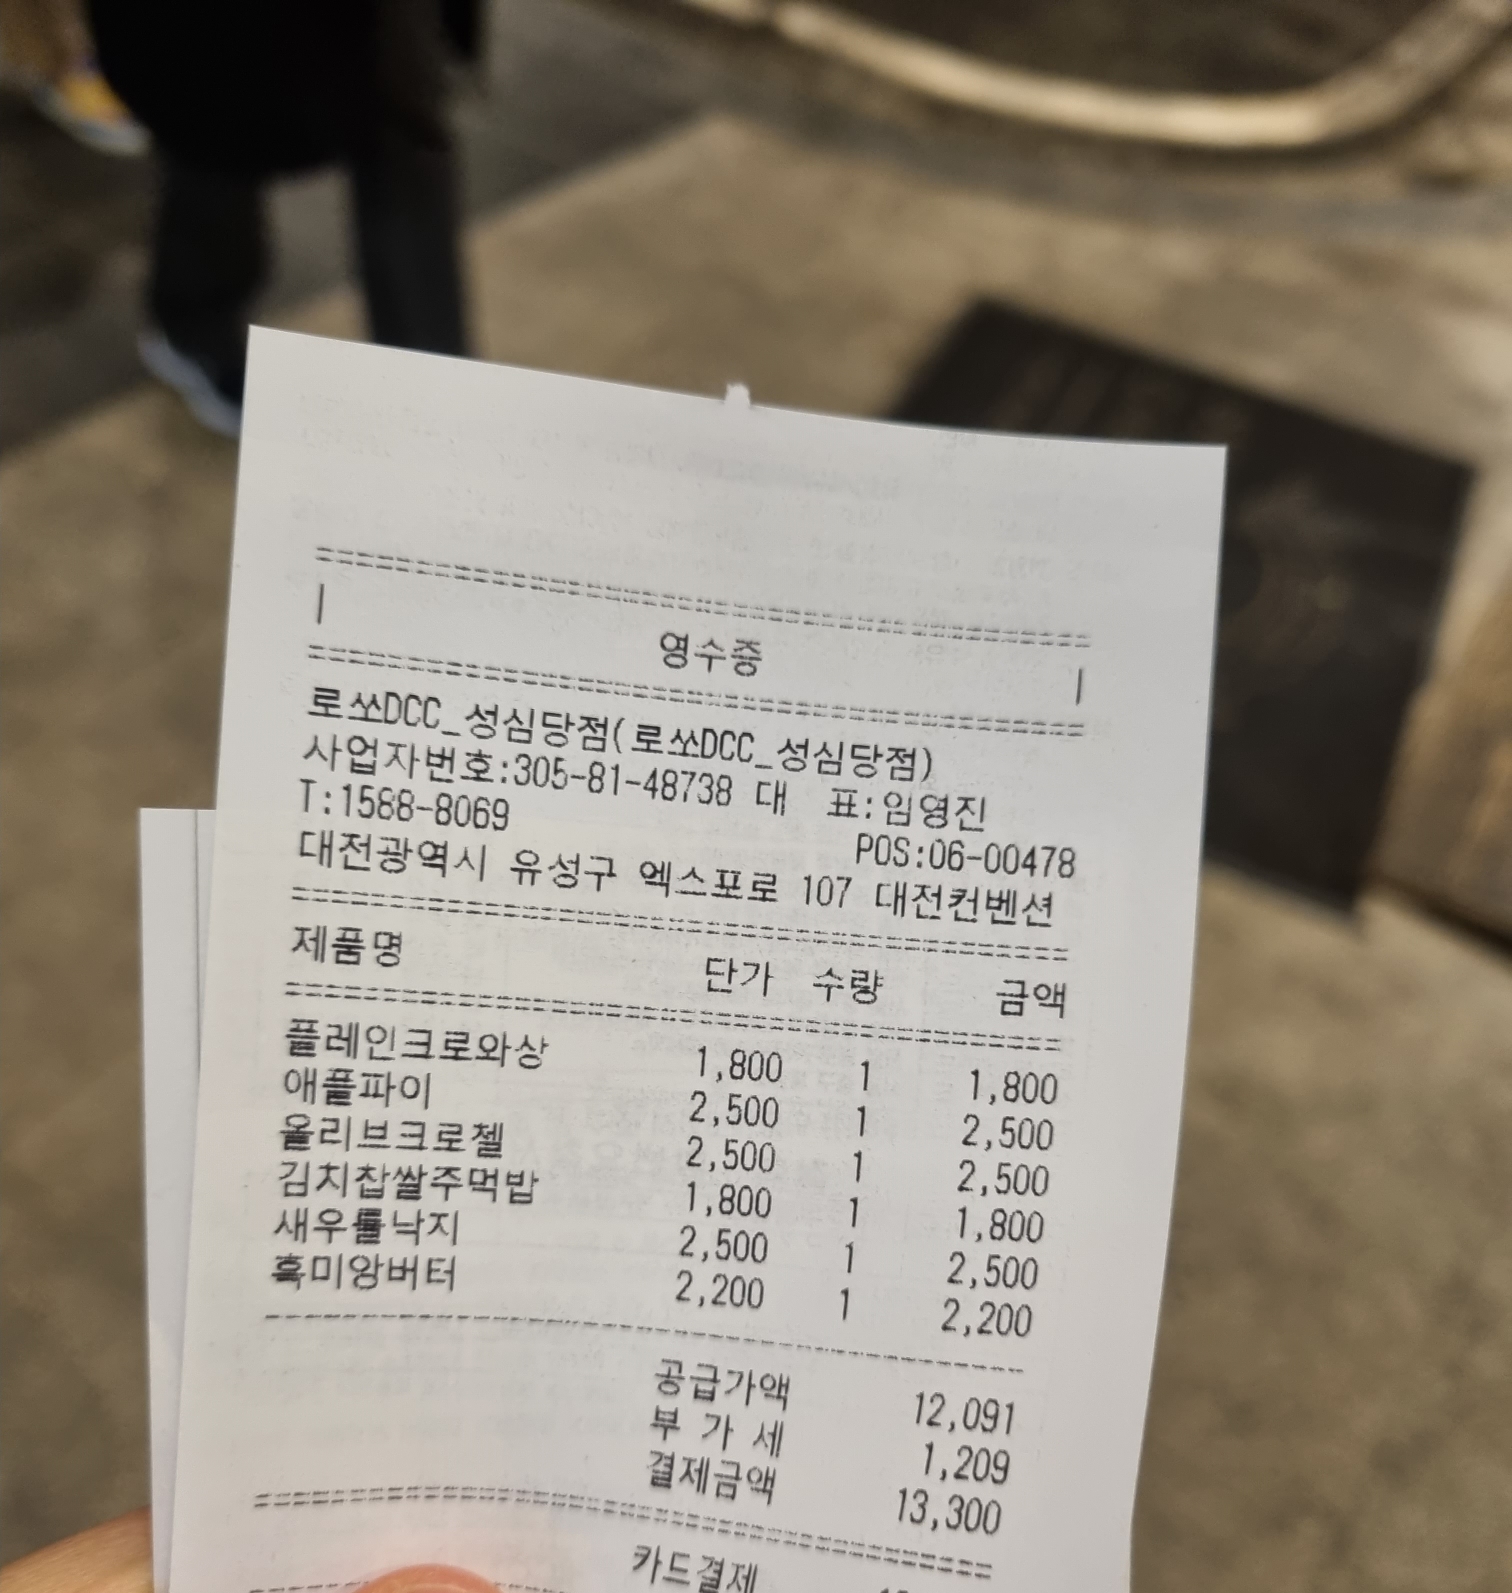 영수증
로쏘DCC_성심당점(로쏘DCC_성심당점)
사업자번호:305-81-48738 대 표:임영진
T:1588-8069 POS:06-00478
대전광역시 유성구 엑스포로 107 대전컨벤션
제품명 단가 수량 금액
플레인크로와상 1,800 1 1,800
애플파이 2,500 1 2,500
올리브크로젤 2,500 1 2,500
김치찹쌀주먹밥 1,800 1 1,800
새우룰낙지 2,500 1 2,500
흑미앙버터 2,200 1 2,200
공급가액 12,091
부 가 세 1,209
결제금액 13,300
카드결제